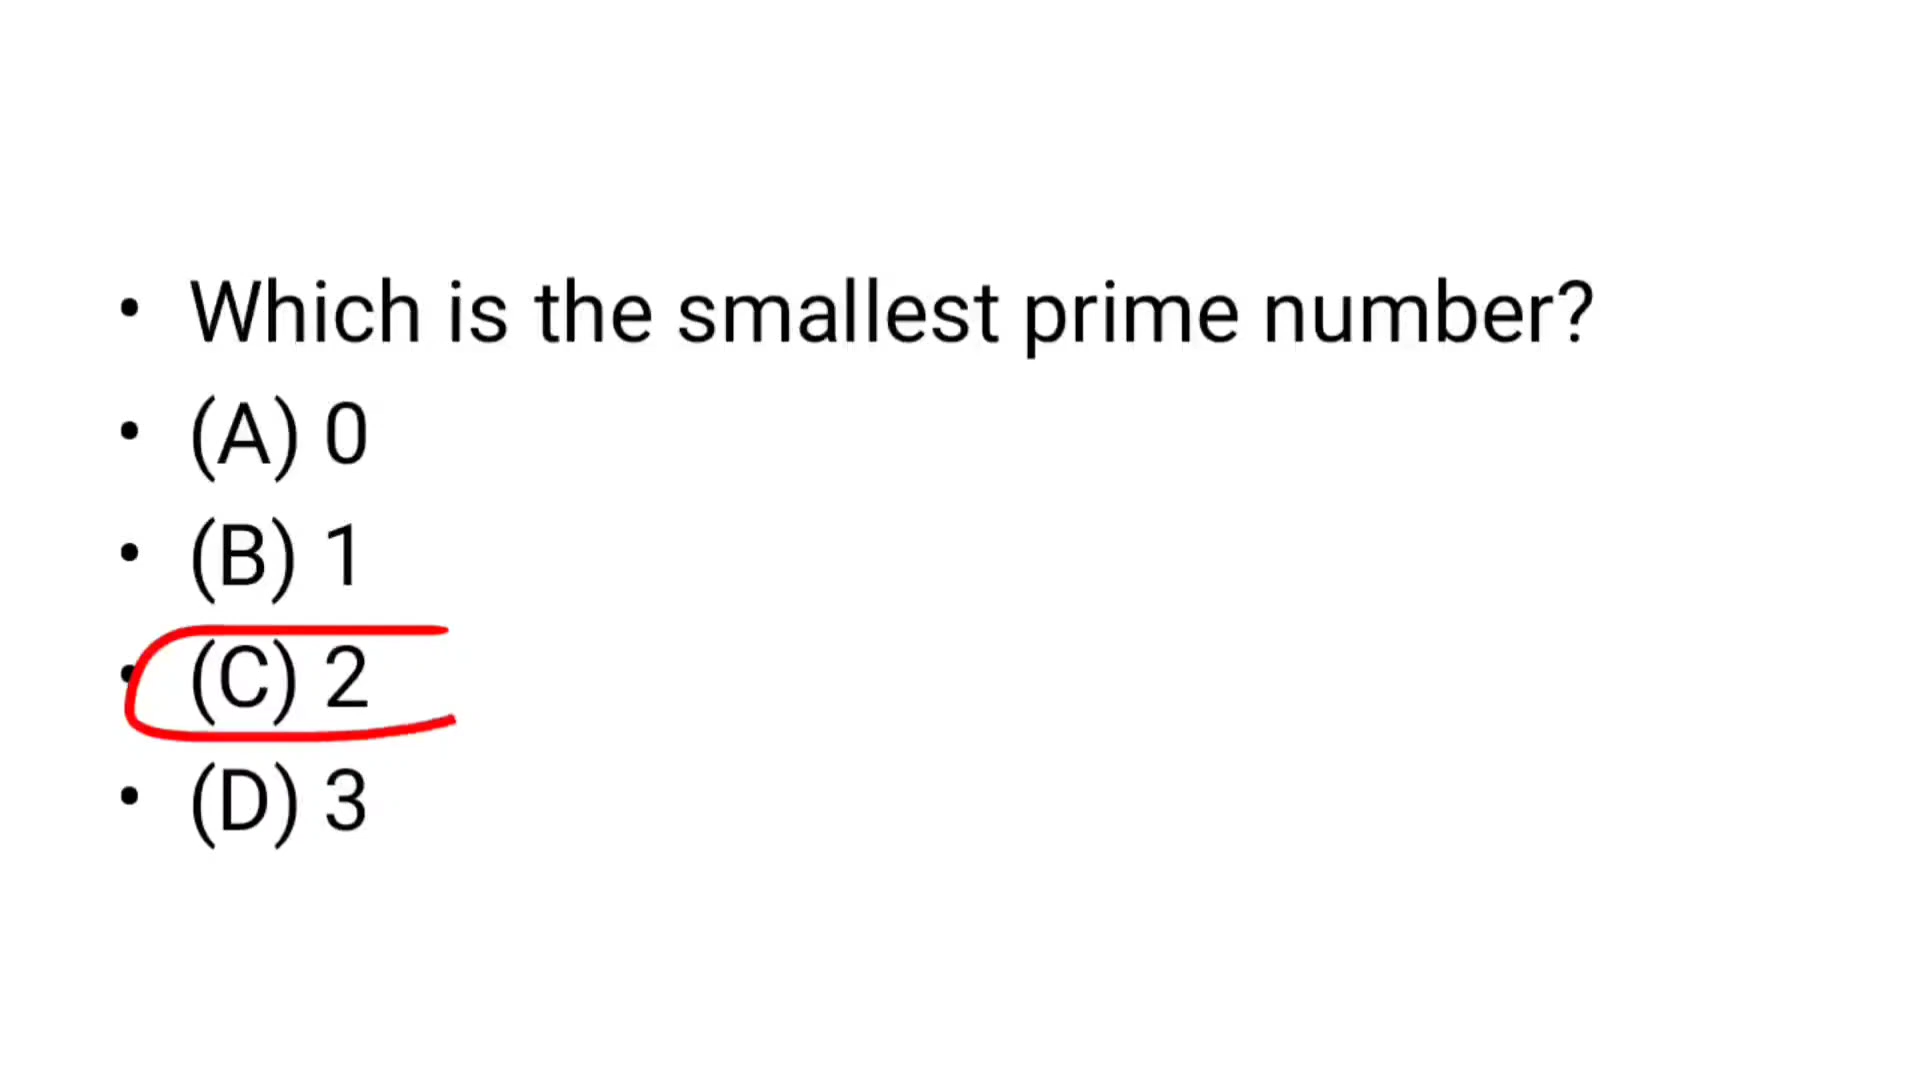 • Which is the smallest prime number?
• (A) 0
• (B) 1
• (C) 2
• (D) 3